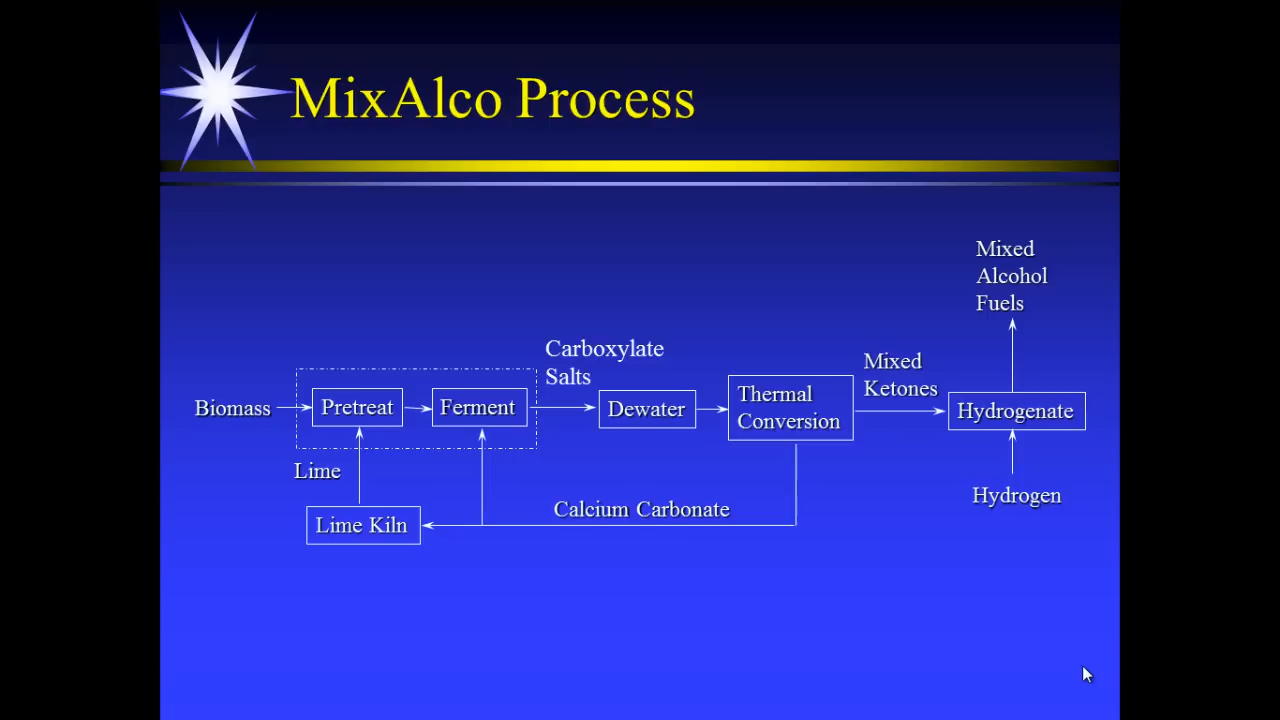 MixAlco Process
Mixed
Alcohol
Fuels
Carboxylate
Salts
Mixed
Ketones
Biomass
Pretreat
Ferment
Dewater
Thermal
Conversion
Hydrogenate
Lime
Lime Kiln
Calcium Carbonate
Hydrogen